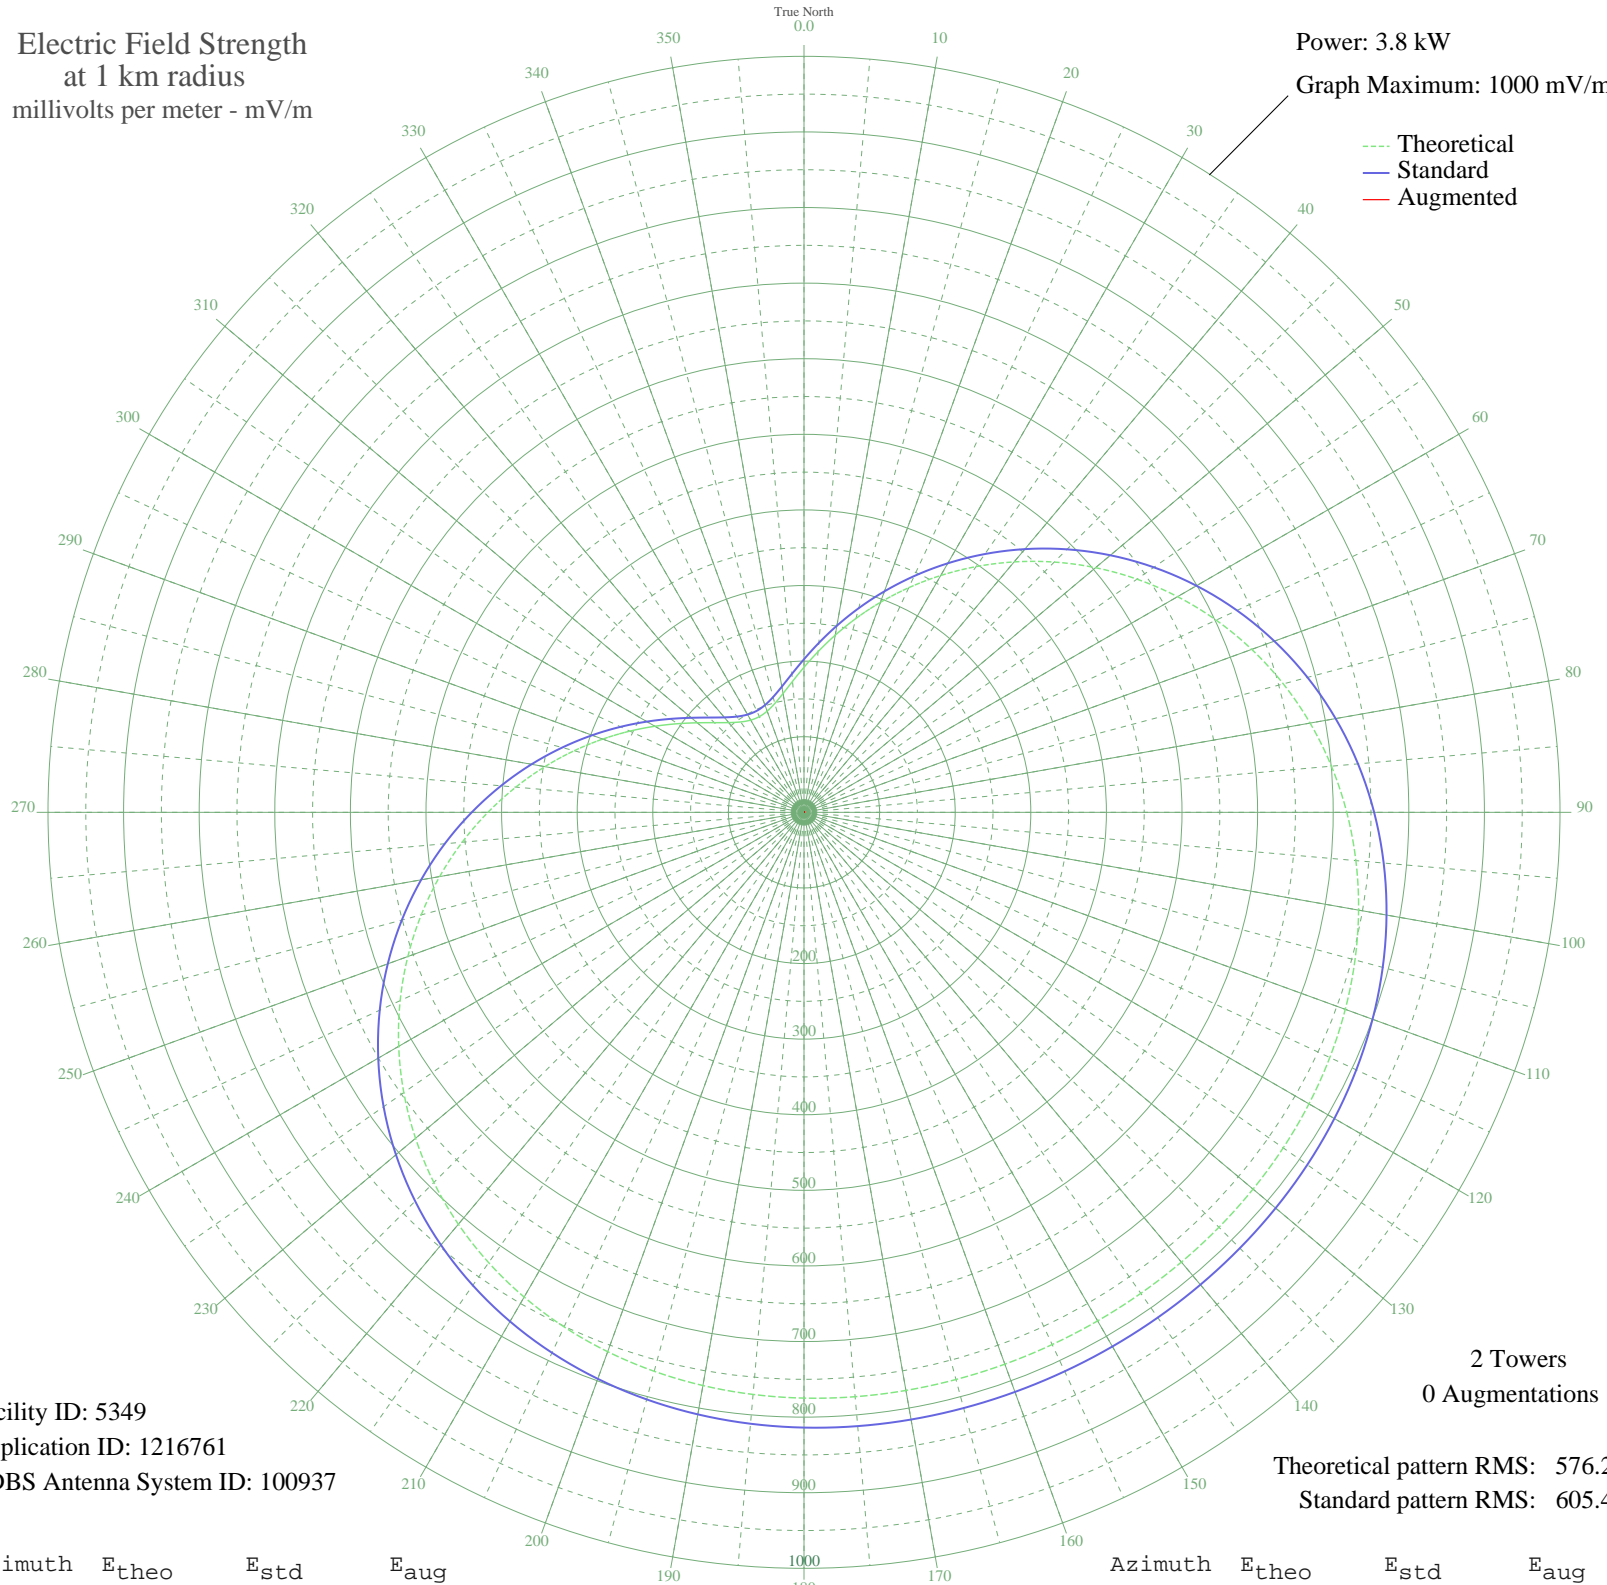 True North
0.0
10
20
30
40
50
60
70
80
90
100
110
120
130
140
150
160
170
190
200
210
220
230
240
250
260
270
280
290
300
310
320
330
340
350
Electric Field Strength
at 1 km radius
millivolts per meter - mV/m
Power: 3.8 kW
Graph Maximum: 1000 mV/m
Theoretical
Standard
Augmented
200
300
400
500
600
700
800
900
1000
2 Towers
0 Augmentations
cility ID: 5349
plication ID: 1216761
DBS Antenna System ID: 100937
Theoretical pattern RMS: 576.2
Standard pattern RMS: 605.4
imuth Etheo Estd Eaug
Azimuth Etheo Estd Eaug